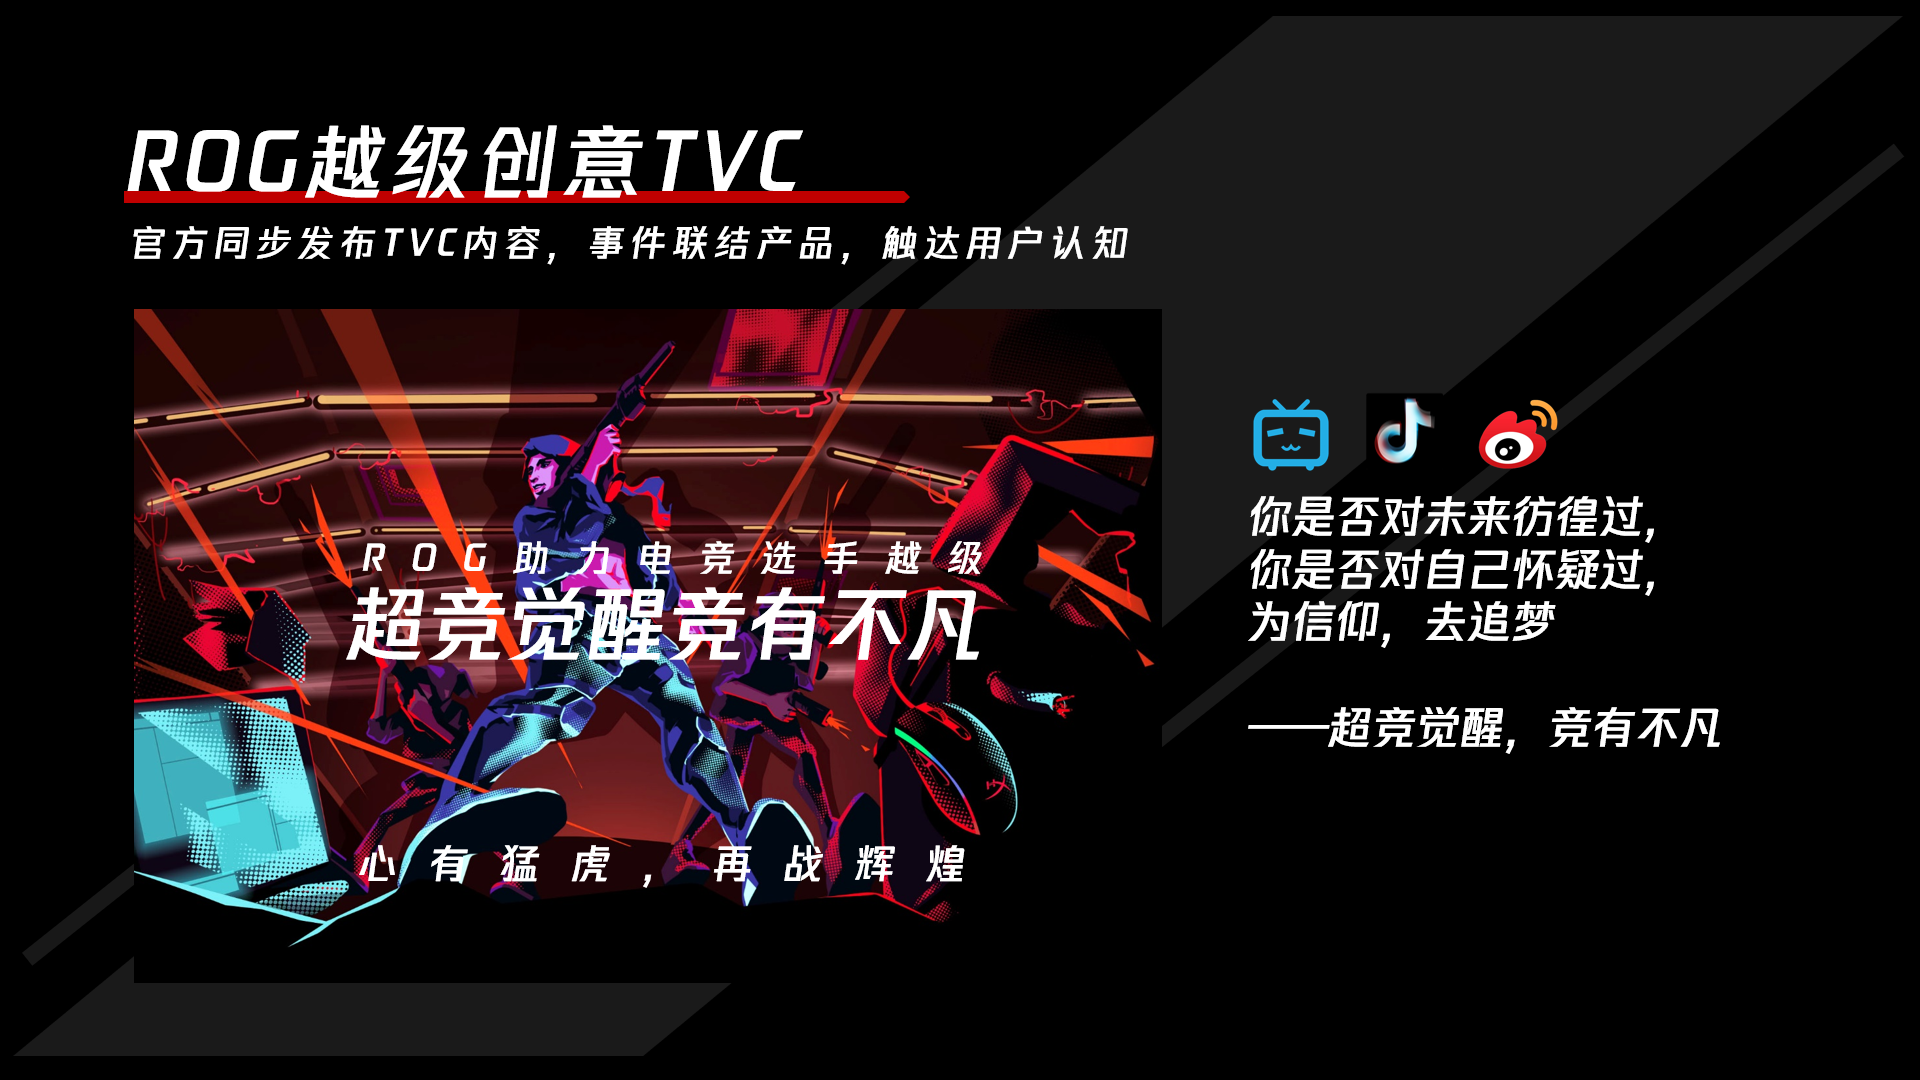 ROG越级创意TVC
官方同步发布TVC内容，事件联结产品，触达用户认知
ROG助力电竞选手越级
超竞觉醒竞有不凡
心有猛虎，再战辉煌
你是否对未来彷徨过，
你是否对自己怀疑过，
为信仰，去追梦
——超竞觉醒，竞有不凡